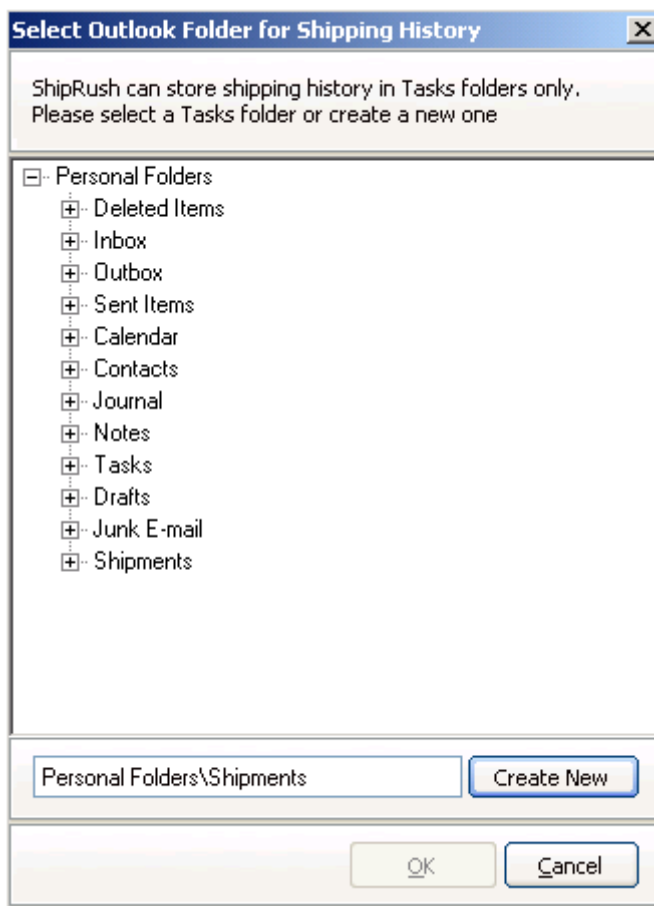 Select Outlook Folder for Shipping History
ShipRush can store shipping history in Tasks folders only.
Please select a Tasks folder or create a new one
Personal Folders
Deleted Items
Inbox
Outbox
Sent Items
Calendar
Contacts
Journal
Notes
Tasks
Drafts
Junk E-mail
Shipments
Personal Folders\Shipments
Create New
OK
Cancel